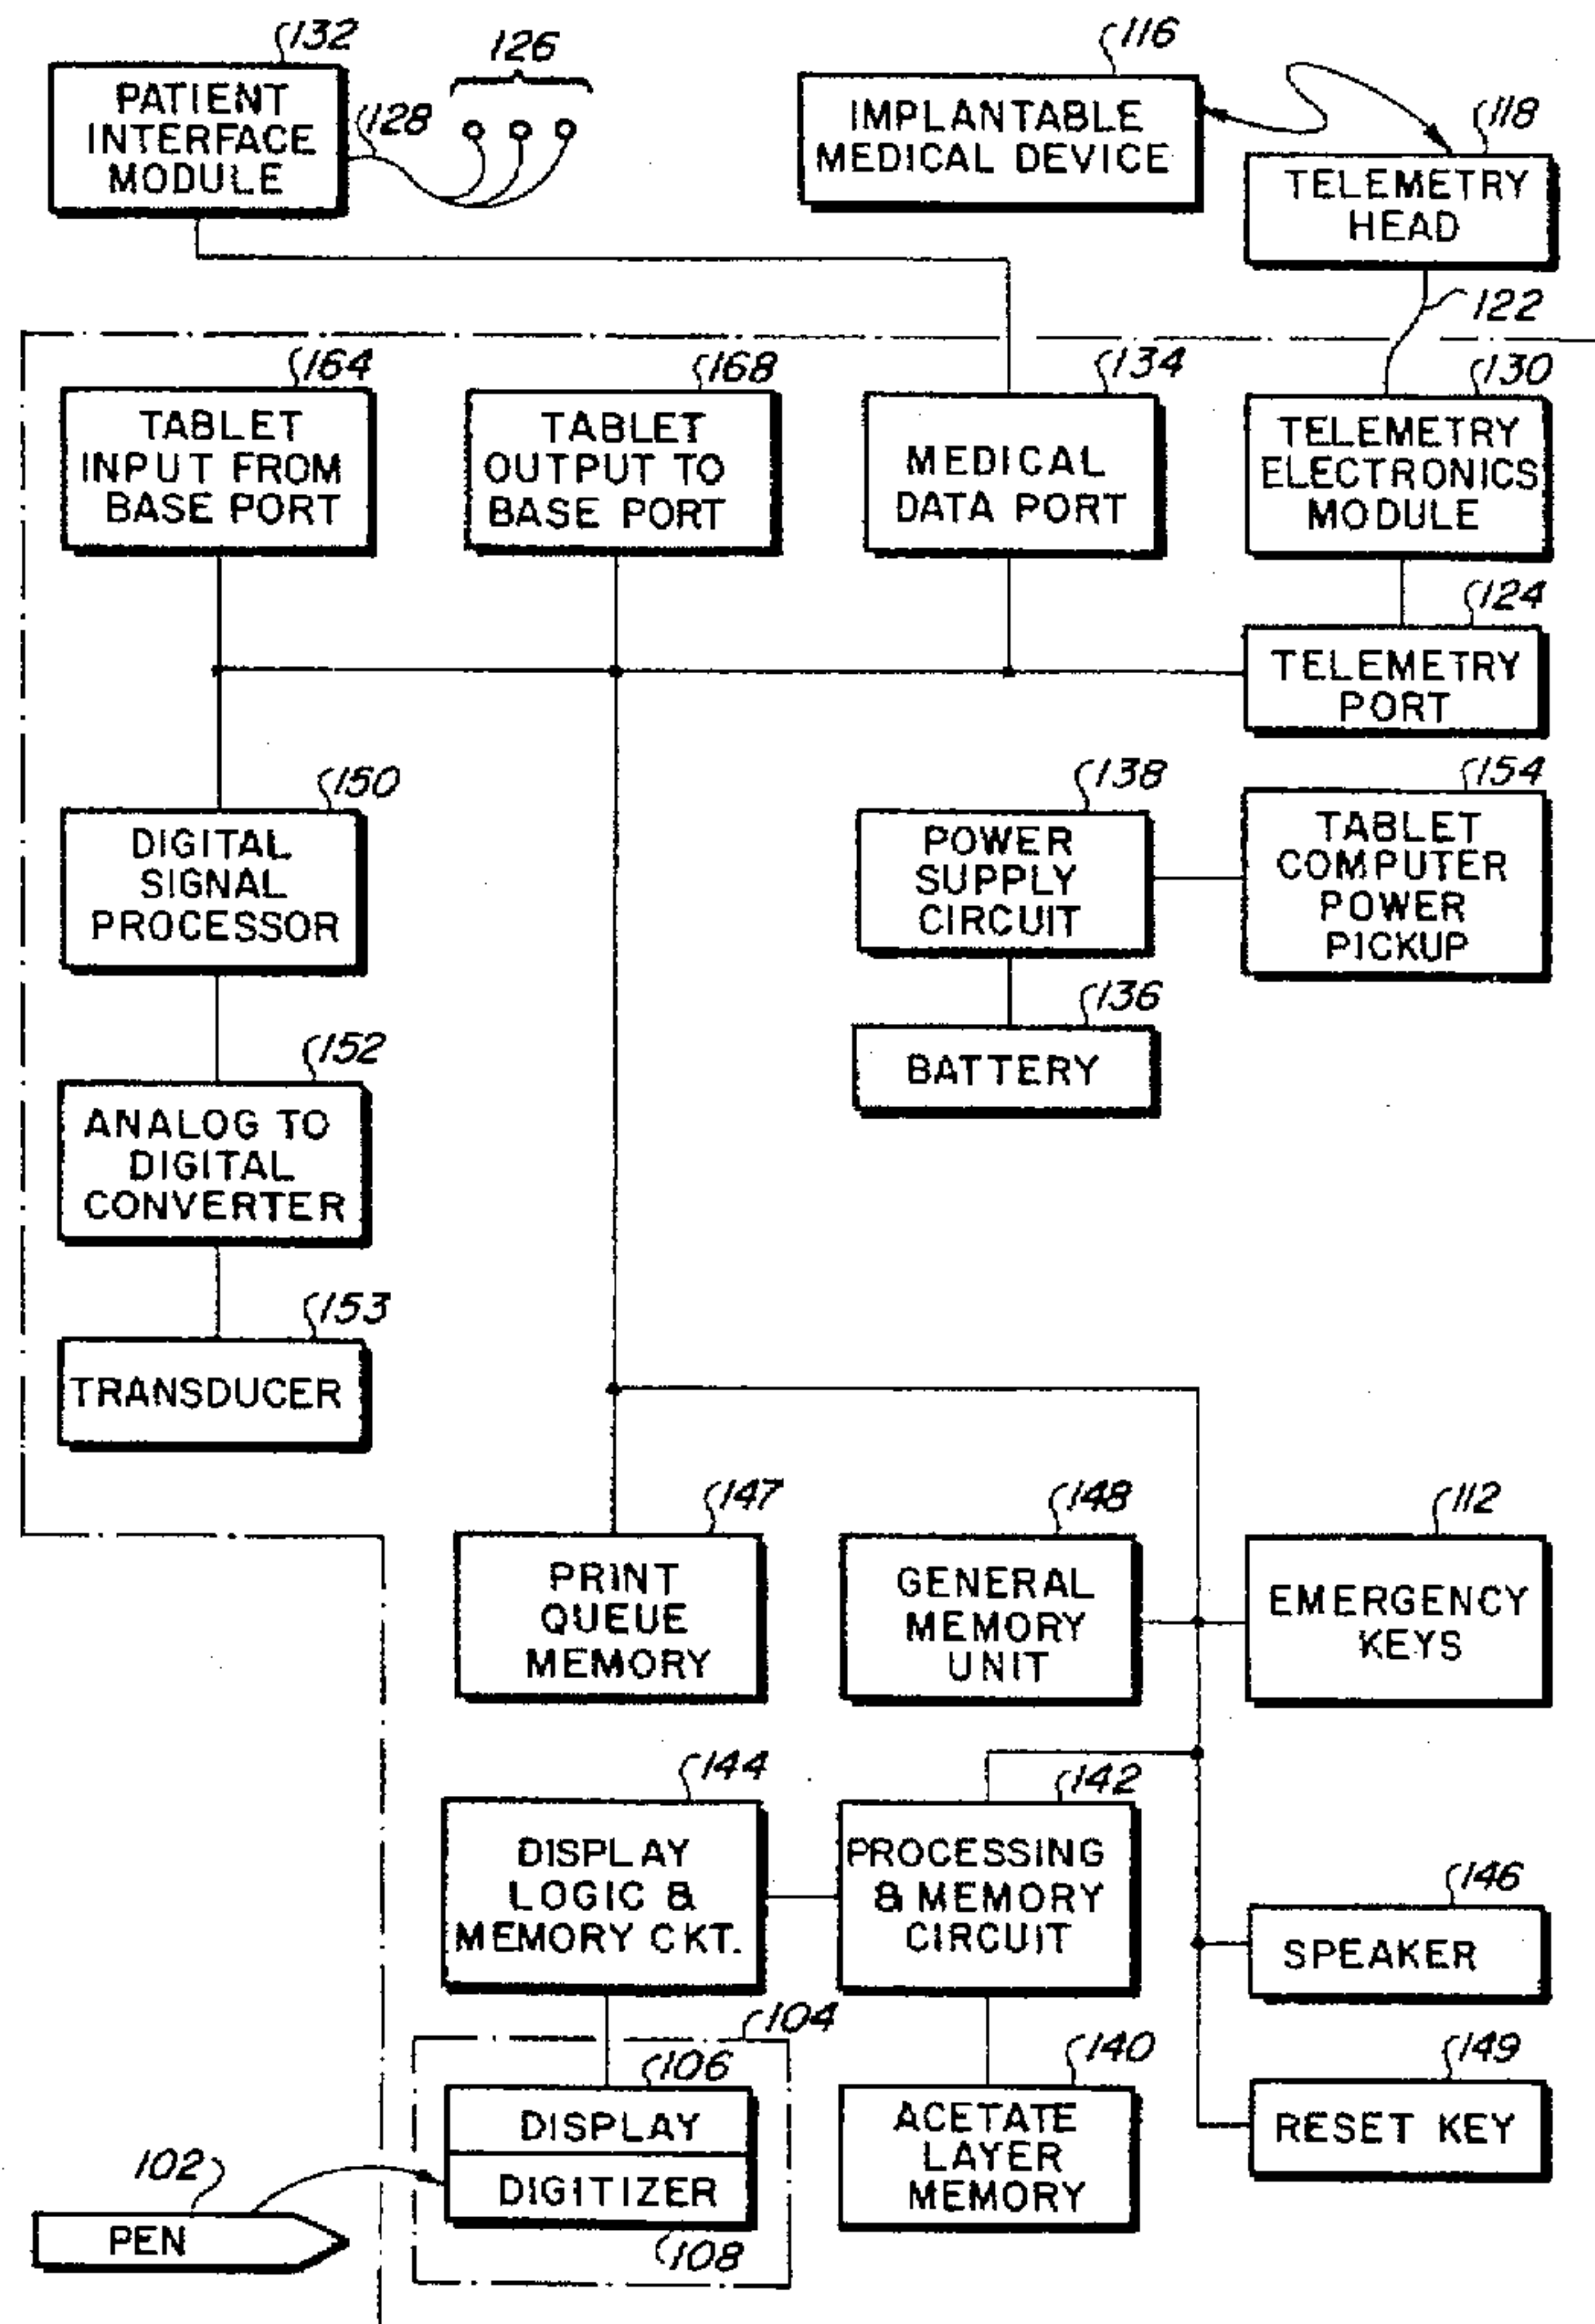 132
PATIENT
INTERFACE
MODULE
128
126
116
IMPLANTABLE
MEDICAL DEVICE
118
TELEMETRY
HEAD
122
164
TABLET
INPUT FROM
BASE PORT
168
TABLET
OUTPUT TO
BASE PORT
134
MEDICAL
DATA PORT
130
TELEMETRY
ELECTRONICS
MODULE
124
TELEMETRY
PORT
150
DIGITAL
SIGNAL
PROCESSOR
138
POWER
SUPPLY
CIRCUIT
154
TABLET
COMPUTER
POWER
PICKUP
136
BATTERY
152
ANALOG TO
DIGITAL
CONVERTER
153
TRANSDUCER
147
PRINT
QUEUE
MEMORY
148
GENERAL
MEMORY
UNIT
112
EMERGENCY
KEYS
144
DISPLAY
LOGIC &
MEMORY CKT.
142
PROCESSING
& MEMORY
CIRCUIT
146
SPEAKER
104
106
DISPLAY
DIGITIZER
108
140
ACETATE
LAYER
MEMORY
149
RESET KEY
102
PEN